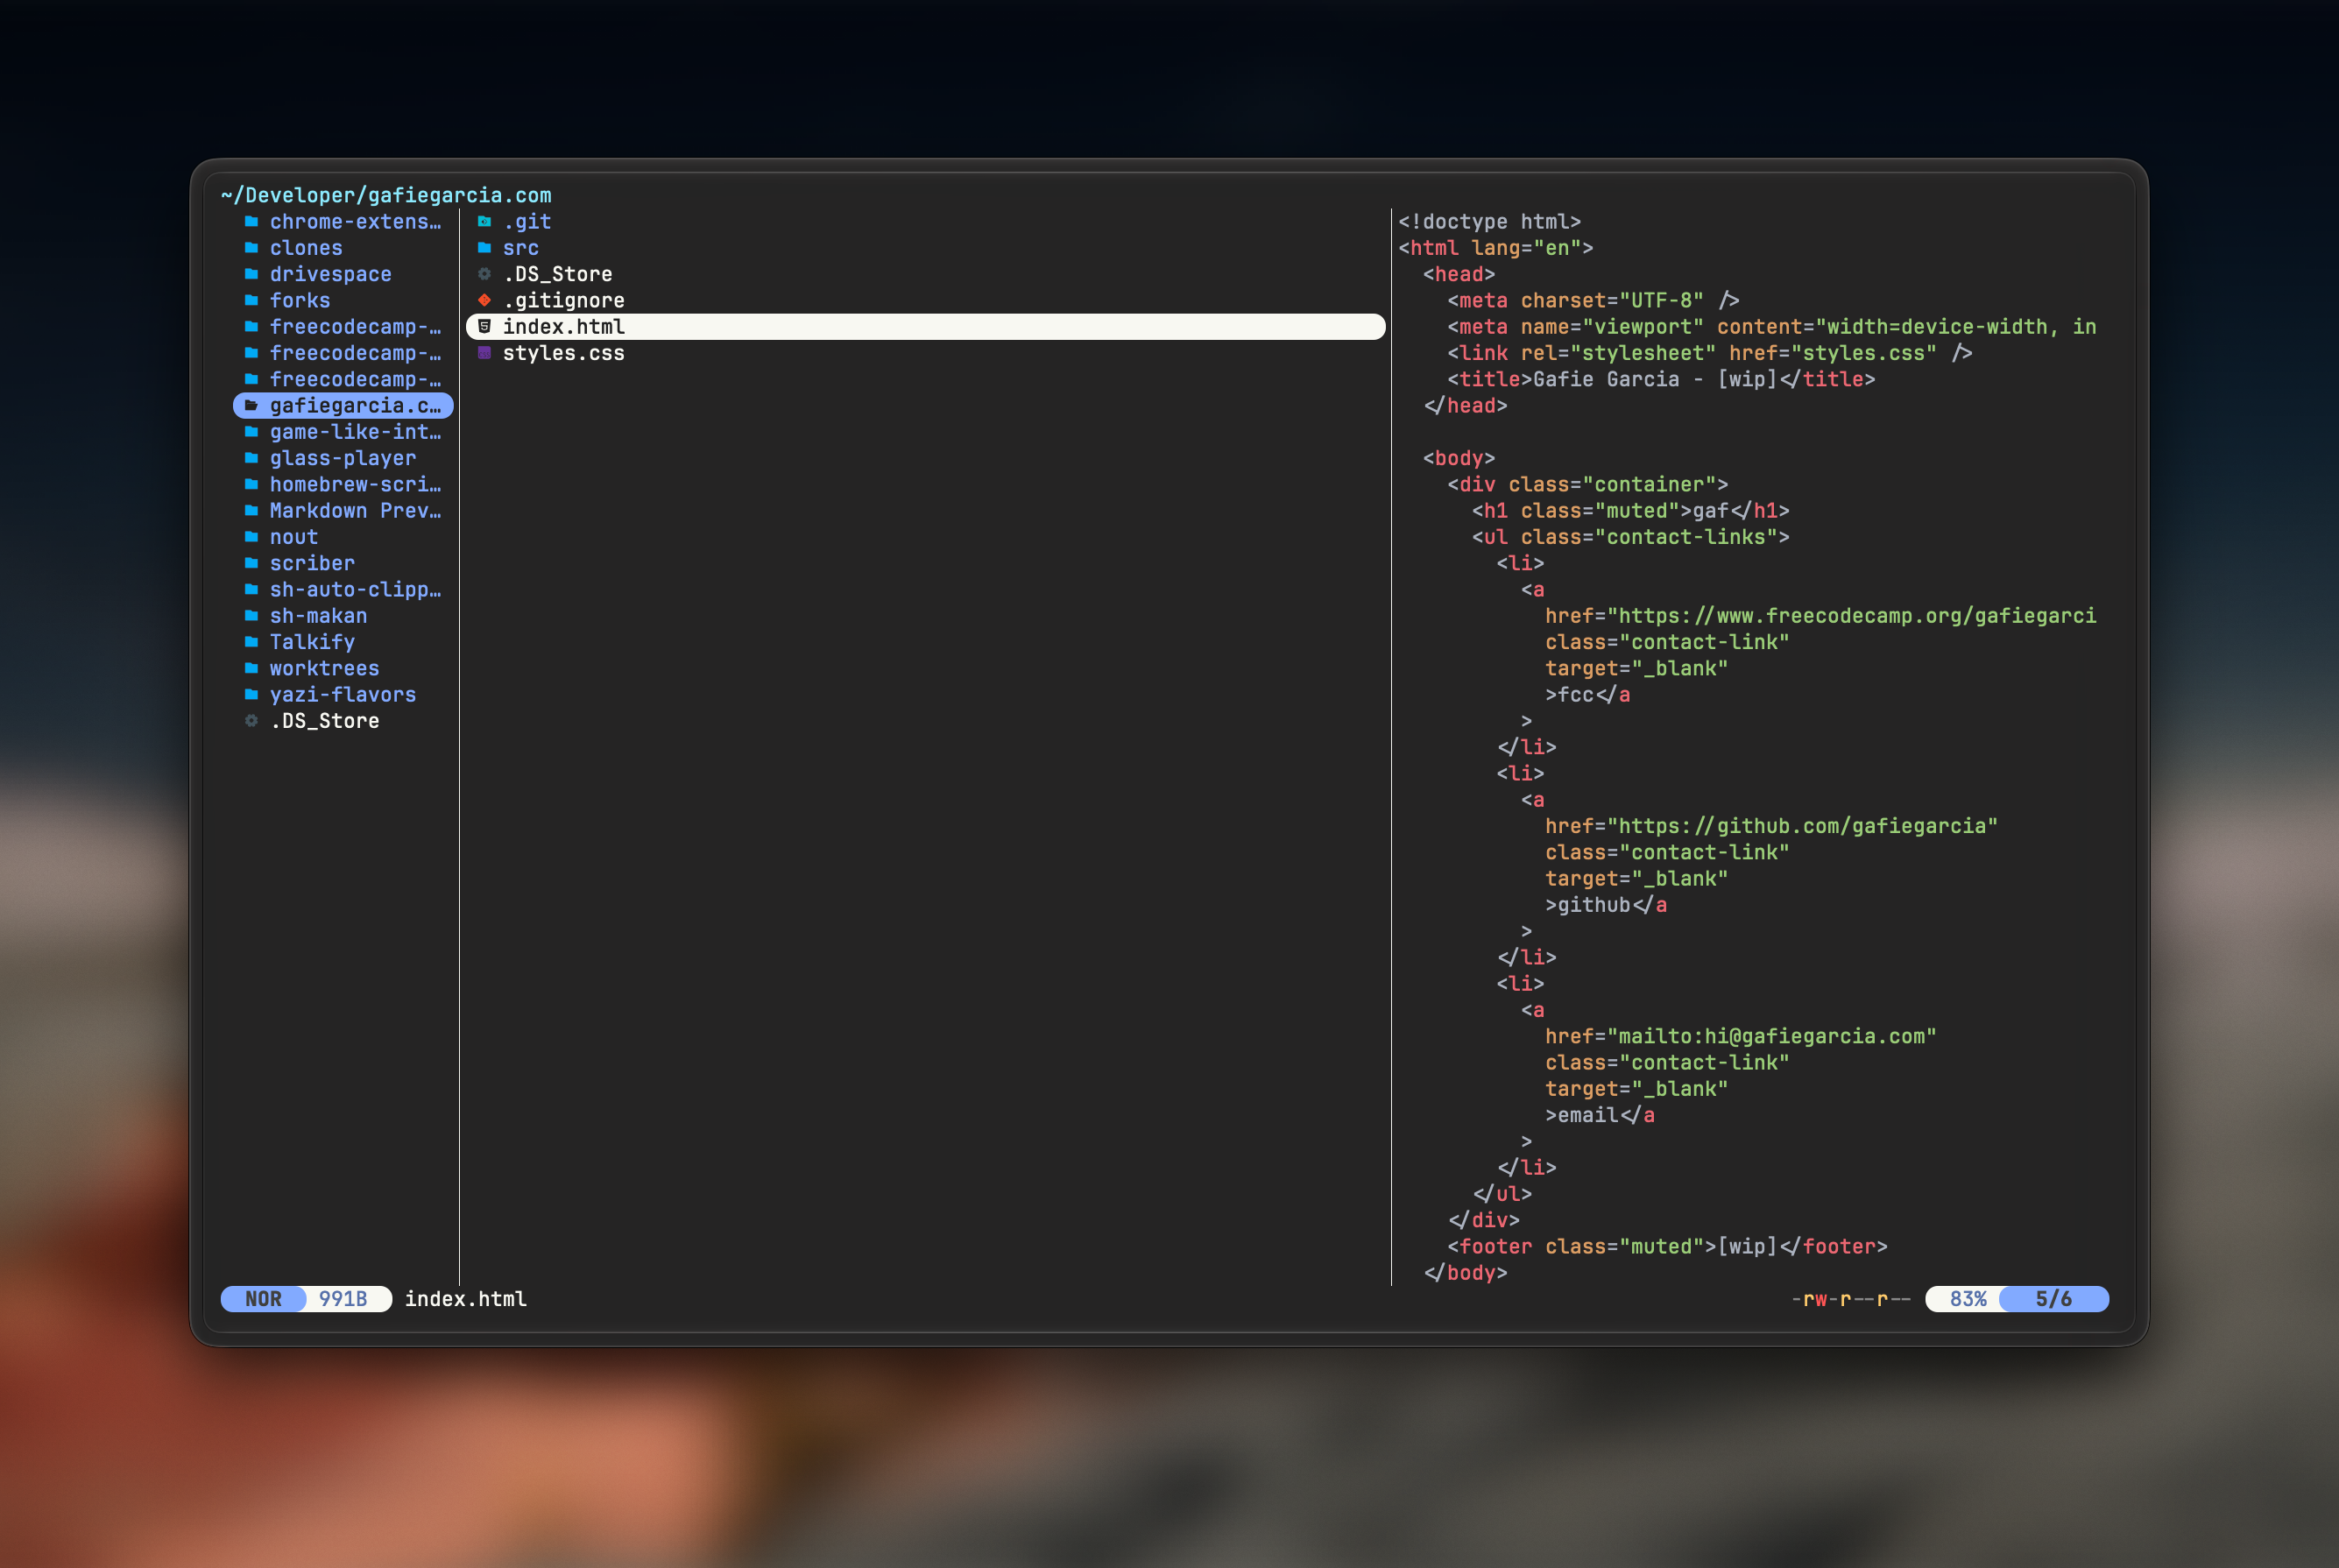 ~/Developer/gafiegarcia.com
chrome-extens…
clones
drivespace
forks
freecodecamp-…
freecodecamp-…
freecodecamp-…
gafiegarcia.c…
game-like-int…
glass-player
homebrew-scri…
Markdown Prev…
nout
scriber
sh-auto-clipp…
sh-makan
Talkify
worktrees
yazi-flavors
.DS_Store
.git
src
.DS_Store
.gitignore
index.html
styles.css
<!doctype html>
<html lang="en">
<head>
<meta charset="UTF-8" />
<meta name="viewport" content="width=device-width, in
<link rel="stylesheet" href="styles.css" />
<title>Gafie Garcia - [wip]</title>
</head>
<body>
<div class="container">
<h1 class="muted">gaf</h1>
<ul class="contact-links">
<li>
<a
href="https://www.freecodecamp.org/gafiegarci
class="contact-link"
target="_blank"
>fcc</a
>
</li>
<li>
<a
href="https://github.com/gafiegarcia"
class="contact-link"
target="_blank"
>github</a
>
</li>
<li>
<a
href="mailto:hi@gafiegarcia.com"
class="contact-link"
target="_blank"
>email</a
>
</li>
</ul>
</div>
<footer class="muted">[wip]</footer>
</body>
NOR 991B index.html
-rw-r--r-- 83% 5/6